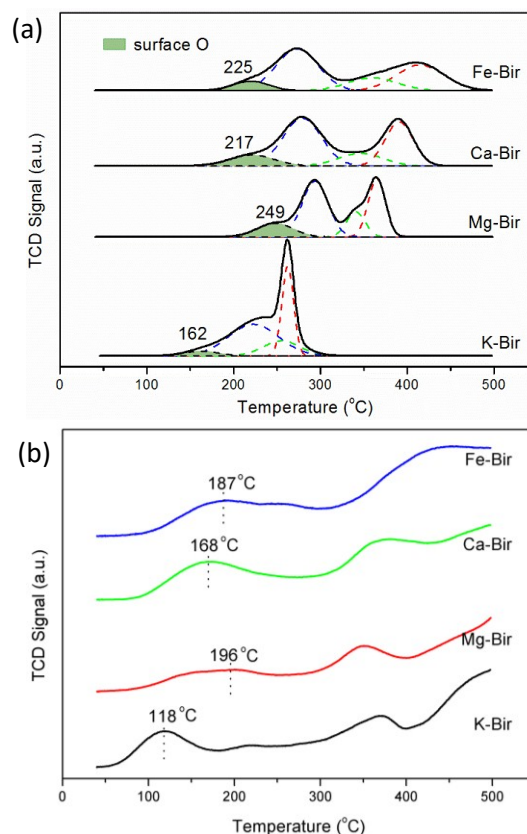 (a)
surface O
225
Fe-Bir
217
Ca-Bir
249
Mg-Bir
162
K-Bir
TCD Signal (a.u.)
0 100 200 300 400 500
Temperature (°C)
(b)
187°C
Fe-Bir
168°C
Ca-Bir
196°C
Mg-Bir
118°C
K-Bir
TCD Signal (a.u.)
0 100 200 300 400 500
Temperature (°C)